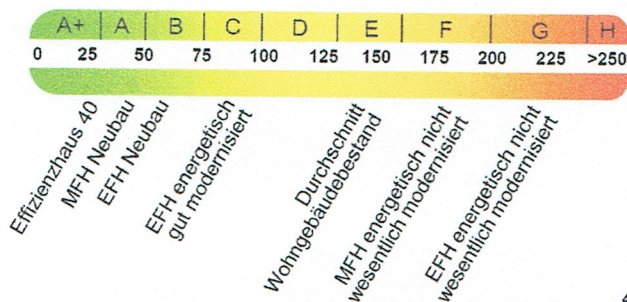 A+ | A | B | C | D | E | F | G | H
0 25 50 75 100 125 150 175 200 225 >250
Effizienzhaus 40
MFH Neubau
EFH Neubau
EFH energetisch
gut modernisiert
Durchschnitt
Wohngebäudebestand
MFH energetisch nicht
wesentlich modernisiert
EFH energetisch nicht
wesentlich modernisiert